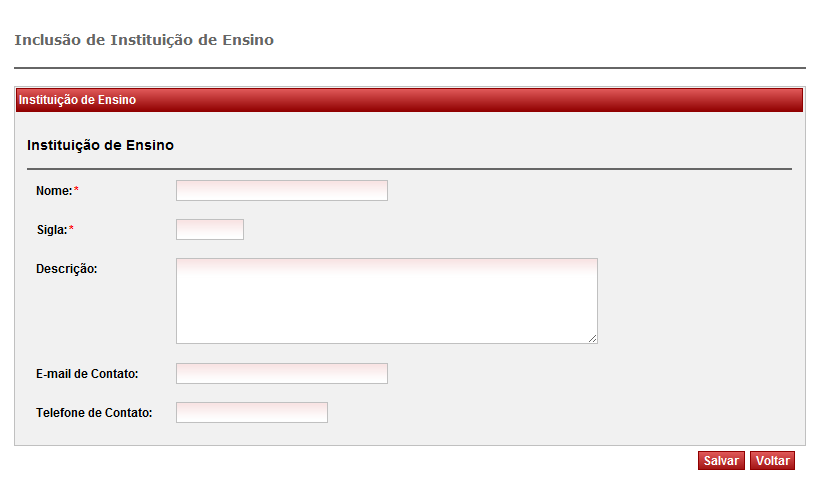 Inclusão de Instituição de Ensino
Instituição de Ensino
Instituição de Ensino
Nome:*
Sigla:*
Descrição:
E-mail de Contato:
Telefone de Contato:
Salvar Voltar